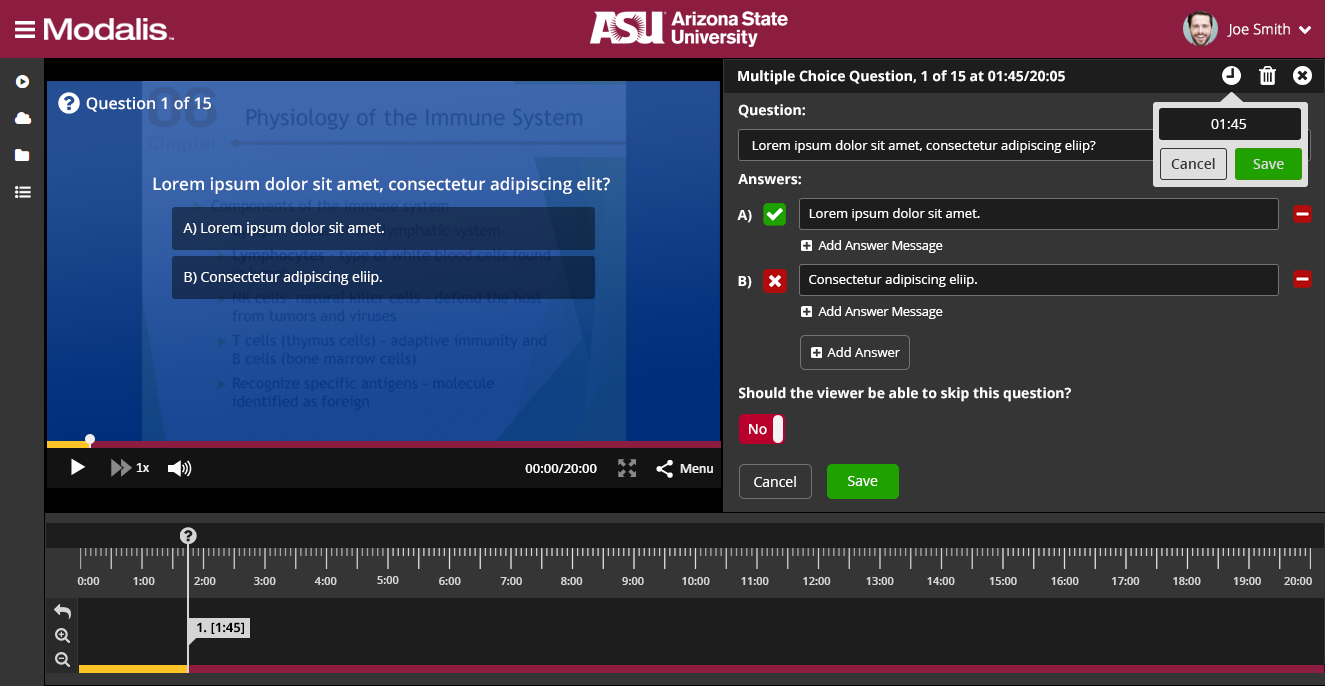 Modalis™
ASU Arizona State University
Joe Smith
Question 1 of 15
Physiology of the Immune System
Chapter
Lorem ipsum dolor sit amet, consectetur adipiscing elit?
Components of the immune system
A) Lorem ipsum dolor sit amet.
lymphatic system
Lymphocytes - type of white blood cells found
B) Consectetur adipiscing eliip.
NK cells- natural killer cells - defend the host
from tumors and viruses
T cells (thymus cells) - adaptive immunity and
B cells (bone marrow cells)
Recognize specific antigens - molecule
identified as foreign
1x
00:00/20:00
Menu
Multiple Choice Question, 1 of 15 at 01:45/20:05
01:45
Cancel
Save
Question:
Lorem ipsum dolor sit amet, consectetur adipiscing eliip?
Answers:
A)
Lorem ipsum dolor sit amet.
Add Answer Message
B)
Consectetur adipiscing eliip.
Add Answer Message
Add Answer
Should the viewer be able to skip this question?
No
Cancel
Save
0:00 1:00 2:00 3:00 4:00 5:00 6:00 7:00 8:00 9:00 10:00 11:00 12:00 13:00 14:00 15:00 16:00 17:00 18:00 19:00 20:00
1. [1:45]